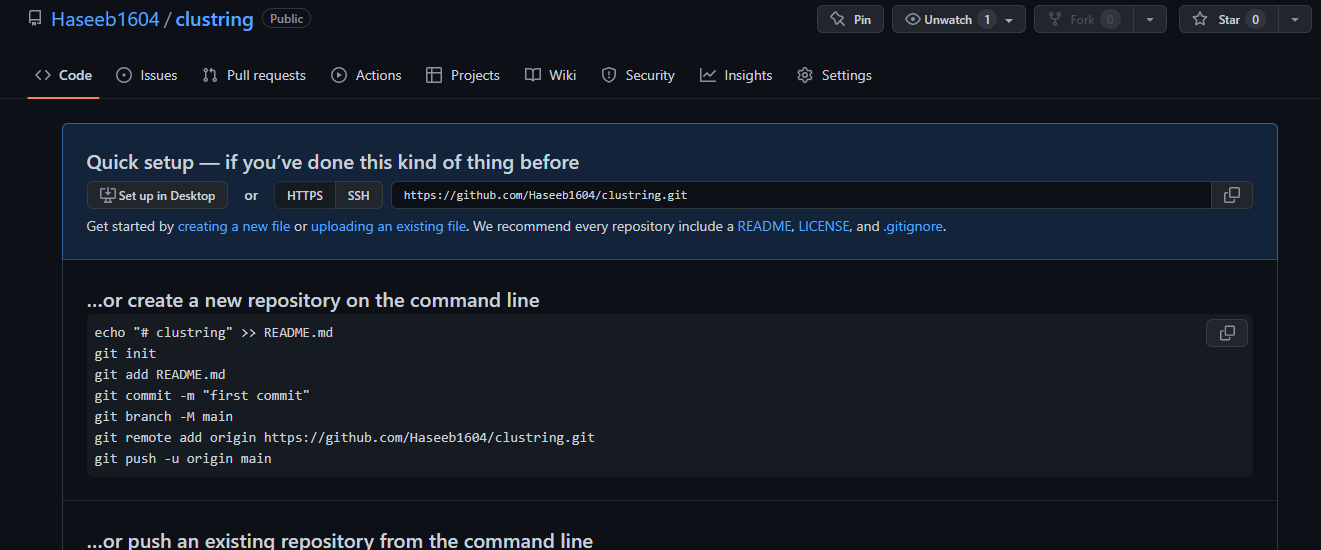 Haseeb1604 / clustring Public Pin Unwatch 1 Fork 0 Star 0
Code Issues Pull requests Actions Projects Wiki Security Insights Settings
Quick setup — if you’ve done this kind of thing before
Set up in Desktop or HTTPS SSH https://github.com/Haseeb1604/clustring.git
Get started by creating a new file or uploading an existing file. We recommend every repository include a README, LICENSE, and .gitignore.
…or create a new repository on the command line
echo "# clustring" >> README.md
git init
git add README.md
git commit -m "first commit"
git branch -M main
git remote add origin https://github.com/Haseeb1604/clustring.git
git push -u origin main
…or push an existing repository from the command line